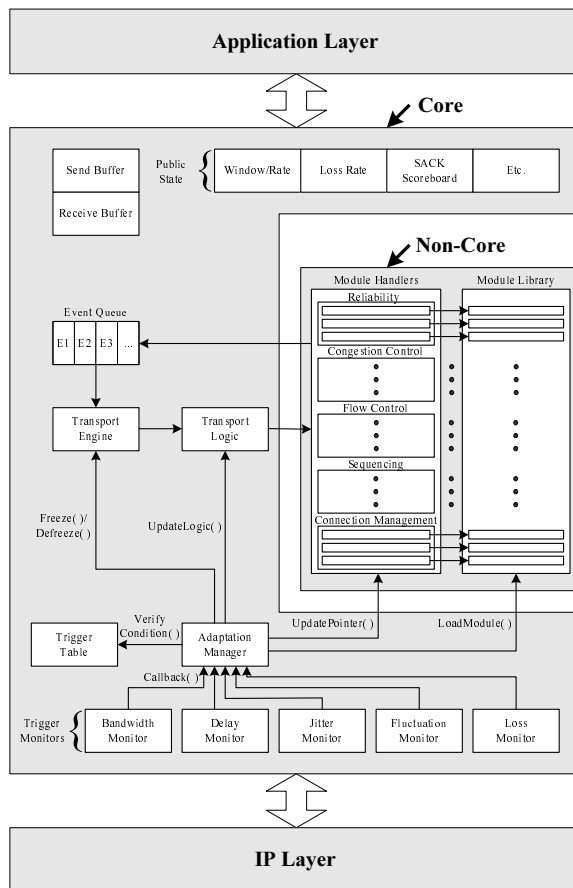 Application Layer
Core
Send Buffer
Receive Buffer
Public
State
Window/Rate
Loss Rate
SACK
Scoreboard
Etc.
Non-Core
Module Handlers
Module Library
Reliability
Congestion Control
Flow Control
Sequencing
Connection Management
Event Queue
E1
E2
E3
...
Transport
Engine
Transport
Logic
Freeze( )/
Defreeze( )
UpdateLogic( )
UpdatePointer( )
LoadModule( )
Verify
Condition( )
Trigger
Table
Adaptation
Manager
Callback( )
Trigger
Monitors
Bandwidth
Monitor
Delay
Monitor
Jitter
Monitor
Fluctuation
Monitor
Loss
Monitor
IP Layer